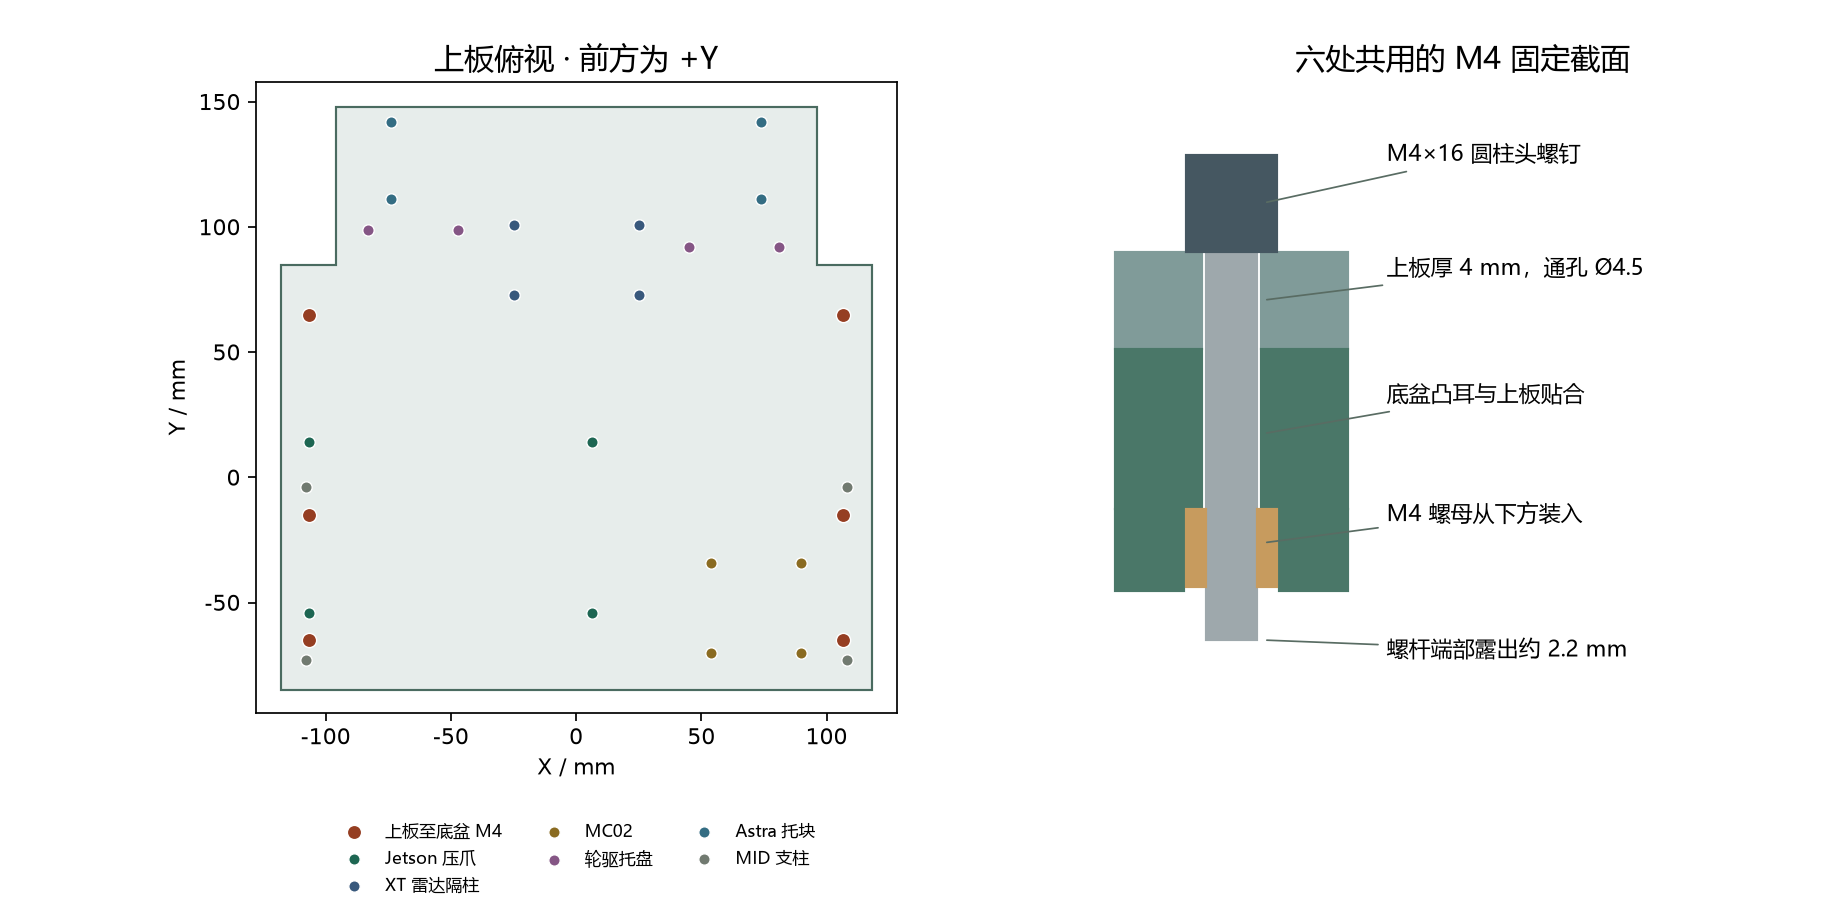 上板俯视 · 前方为 +Y
150
100
50
0
-50
Y / mm
-100
-50
0
50
100
X / mm
上板至底盆 M4
Jetson 压爪
XT 雷达隔柱
MC02
轮驱托盘
Astra 托块
MID 支柱
六处共用的 M4 固定截面
M4×16 圆柱头螺钉
上板厚 4 mm，通孔 Ø4.5
底盆凸耳与上板贴合
M4 螺母从下方装入
螺杆端部露出约 2.2 mm